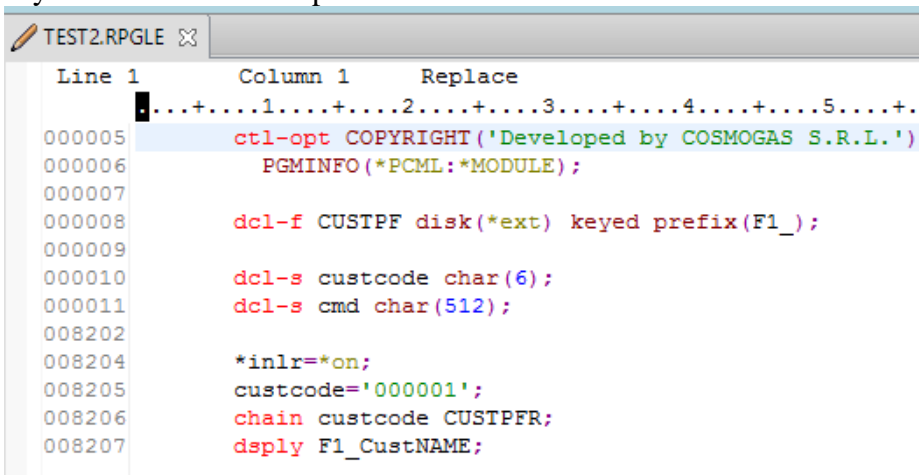 TEST2.RPGLE
Line 1 Column 1 Replace
....+....1....+....2....+....3....+....4....+....5....+.
000005 ctl-opt COPYRIGHT('Developed by COSMOGAS S.R.L.')
000006 PGMINFO(*PCML:*MODULE);
000007
000008 dcl-f CUSTPF disk(*ext) keyed prefix(F1_);
000009
000010 dcl-s custcode char(6);
000011 dcl-s cmd char(512);
008202
008204 *inlr=*on;
008205 custcode='000001';
008206 chain custcode CUSTPFR;
008207 dsply F1_CustNAME;